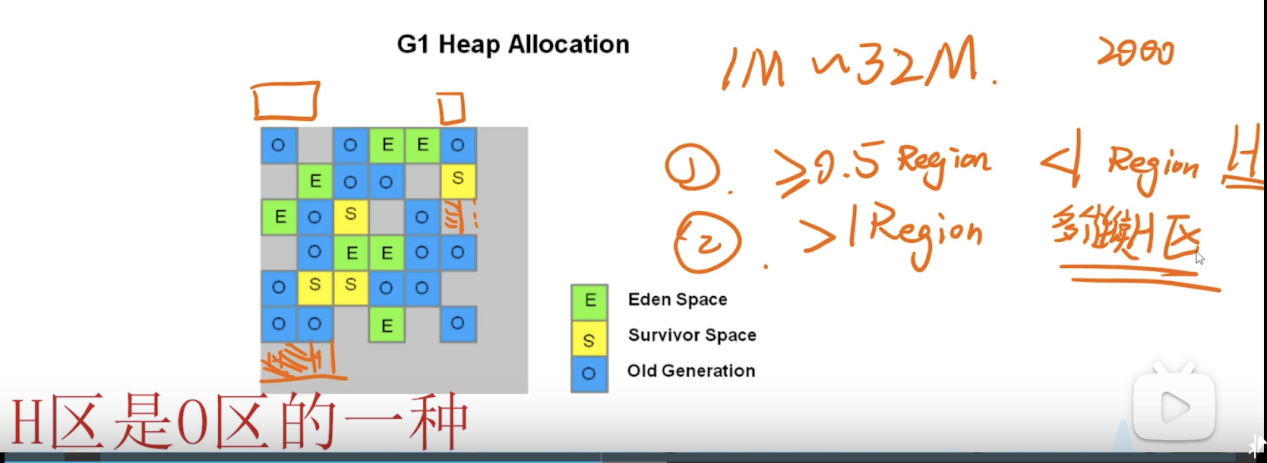 G1 Heap Allocation
1M ~32M.
2000
O O E E O
E O O S
E O S O
O E E O O
O S S O O
O O E O
① . ≥0.5 Region <1 Region H
② . >1 Region 多个连续H区
E Eden Space
S Survivor Space
O Old Generation
H区是O区的一种